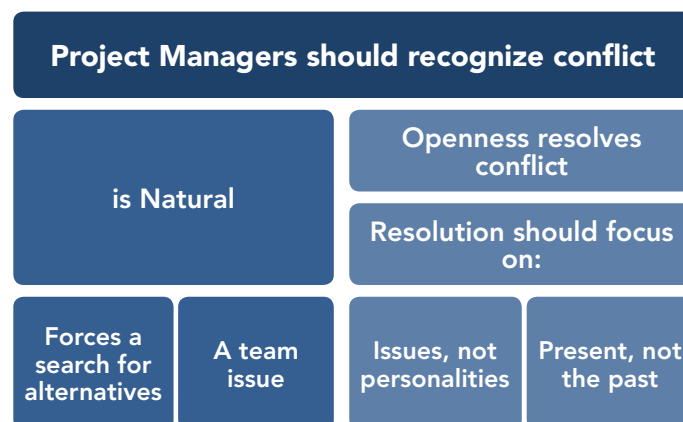 Project Managers should recognize conflict
is Natural
Openness resolves
conflict
Resolution should focus
on:
Forces a
search for
alternatives
A team
issue
Issues, not
personalities
Present, not
the past